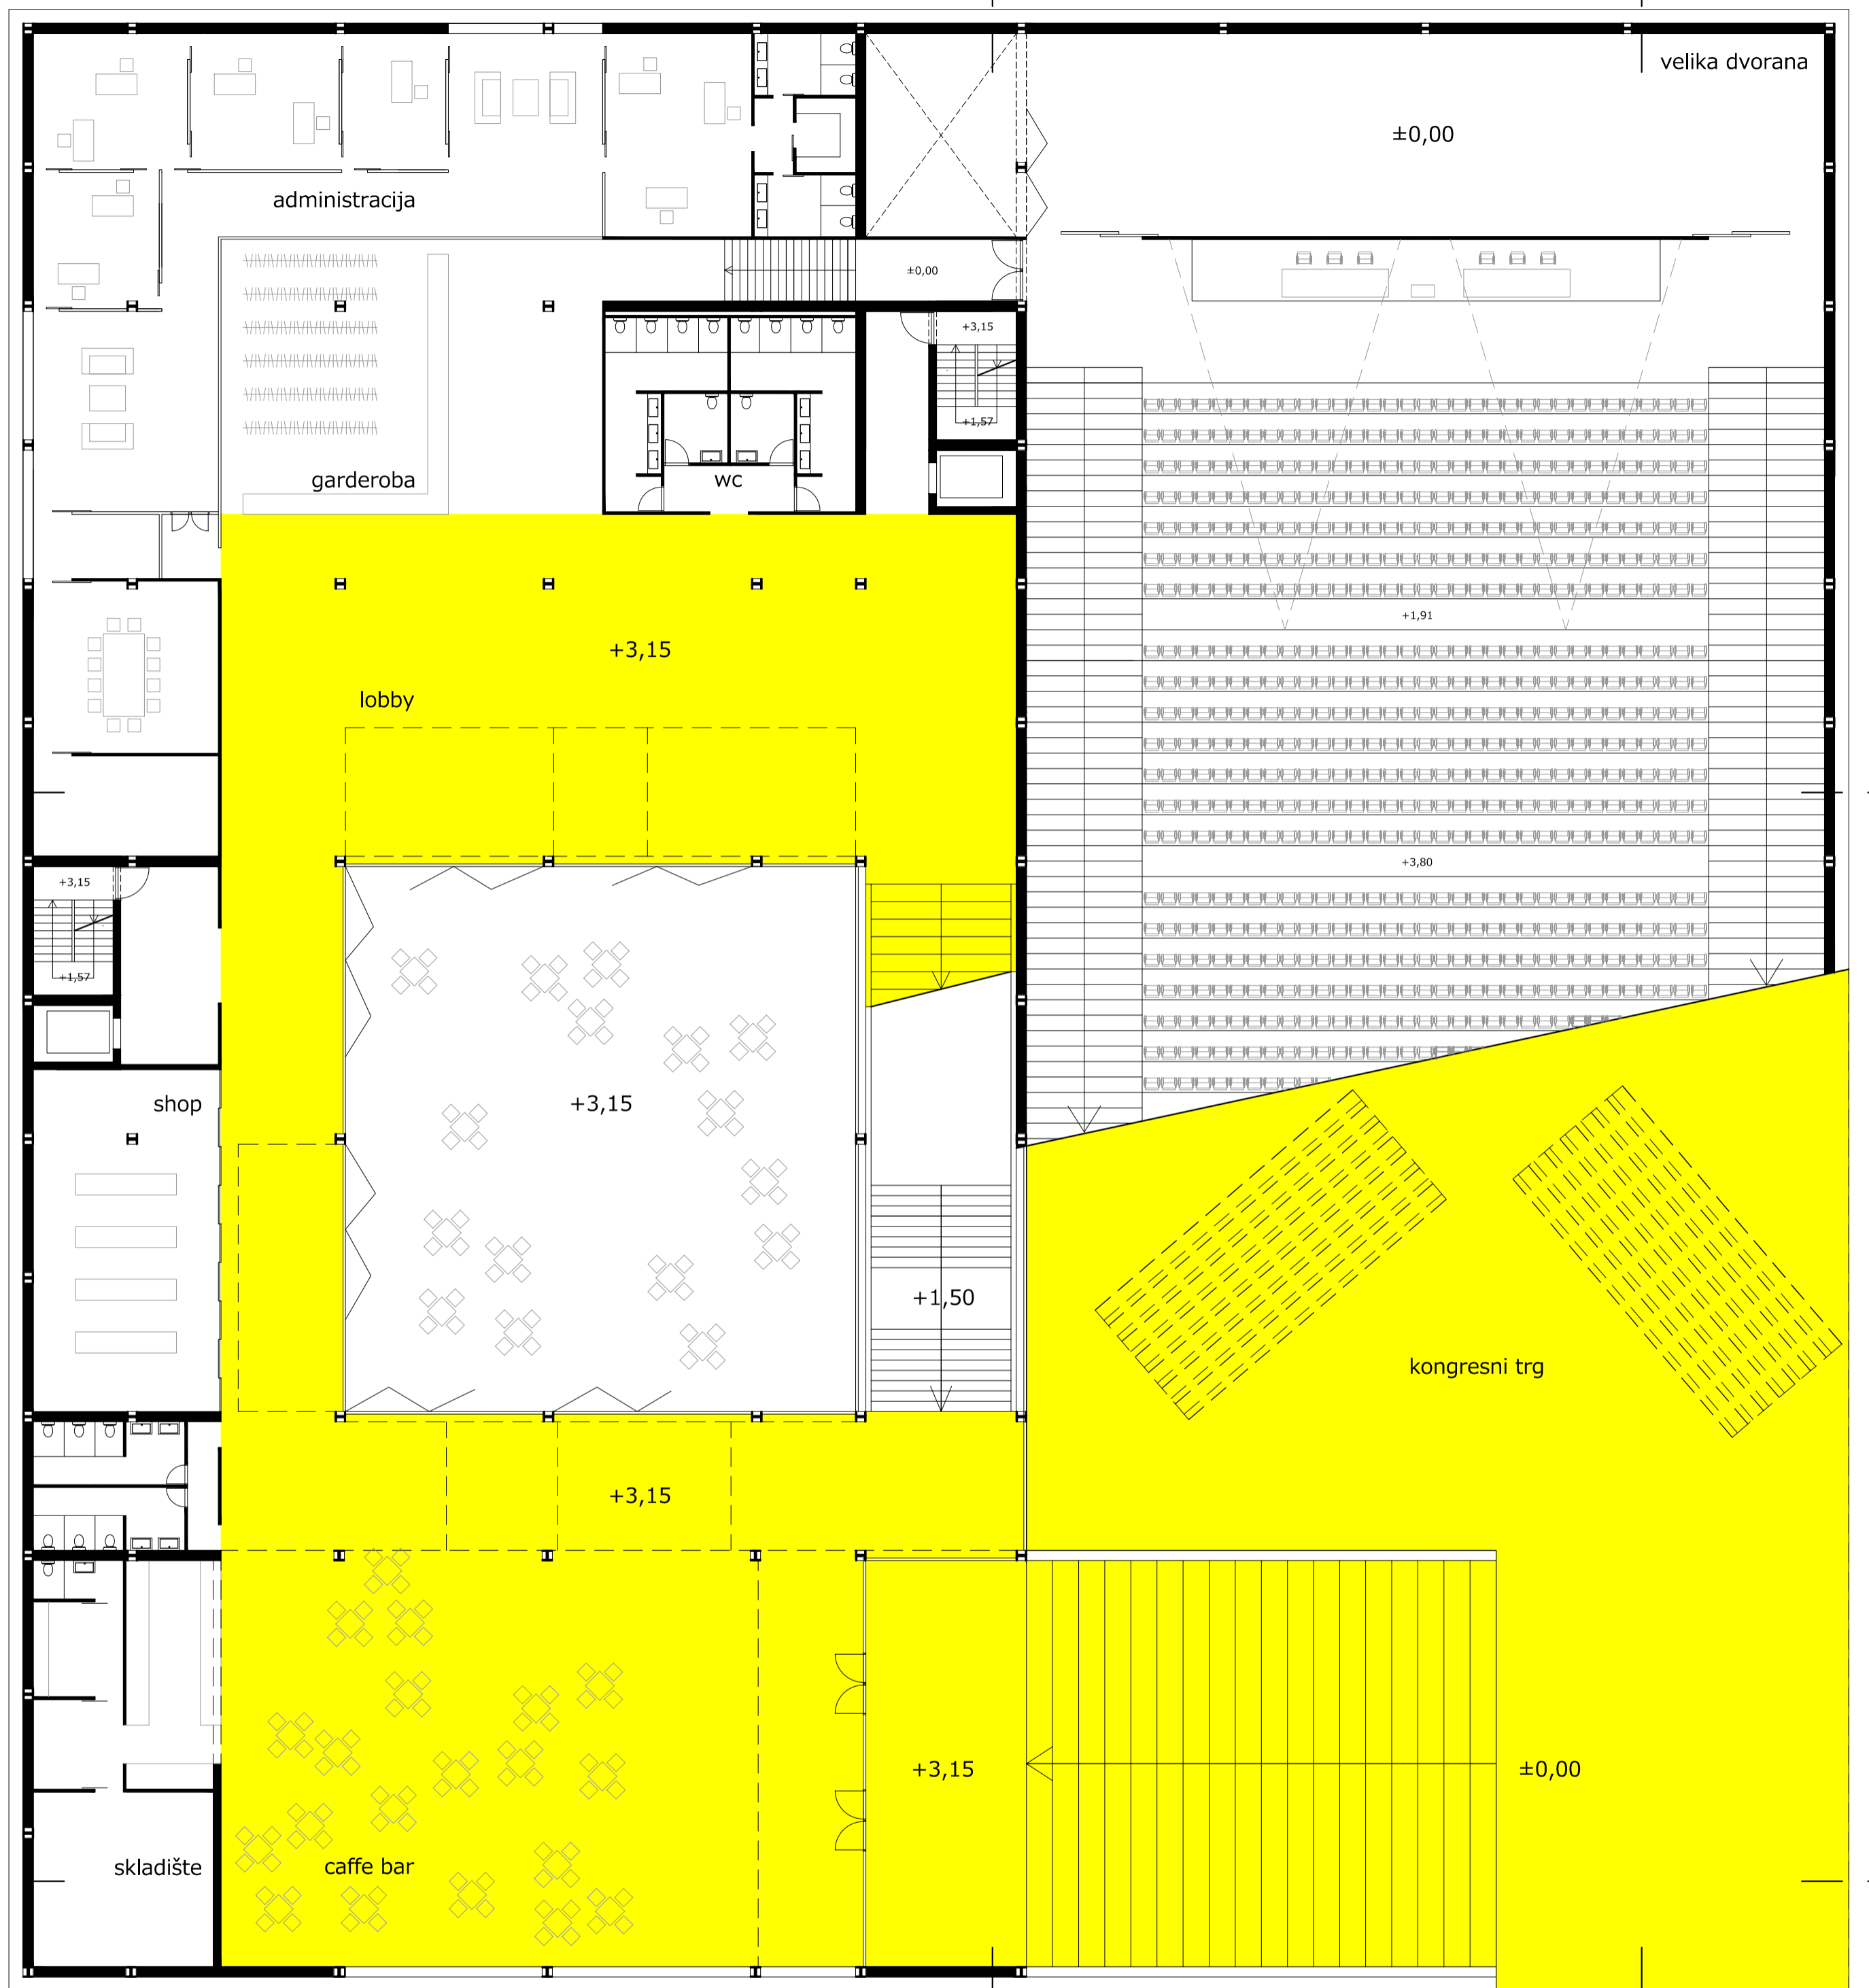 velika dvorana
±0,00
administracija
±0,00
+3,15
+1,57
garderoba
wc
+1,91
+3,15
lobby
+3,80
+3,15
+1,57
shop
+3,15
+1,50
kongresni trg
+3,15
+3,15
±0,00
skladište
caffe bar